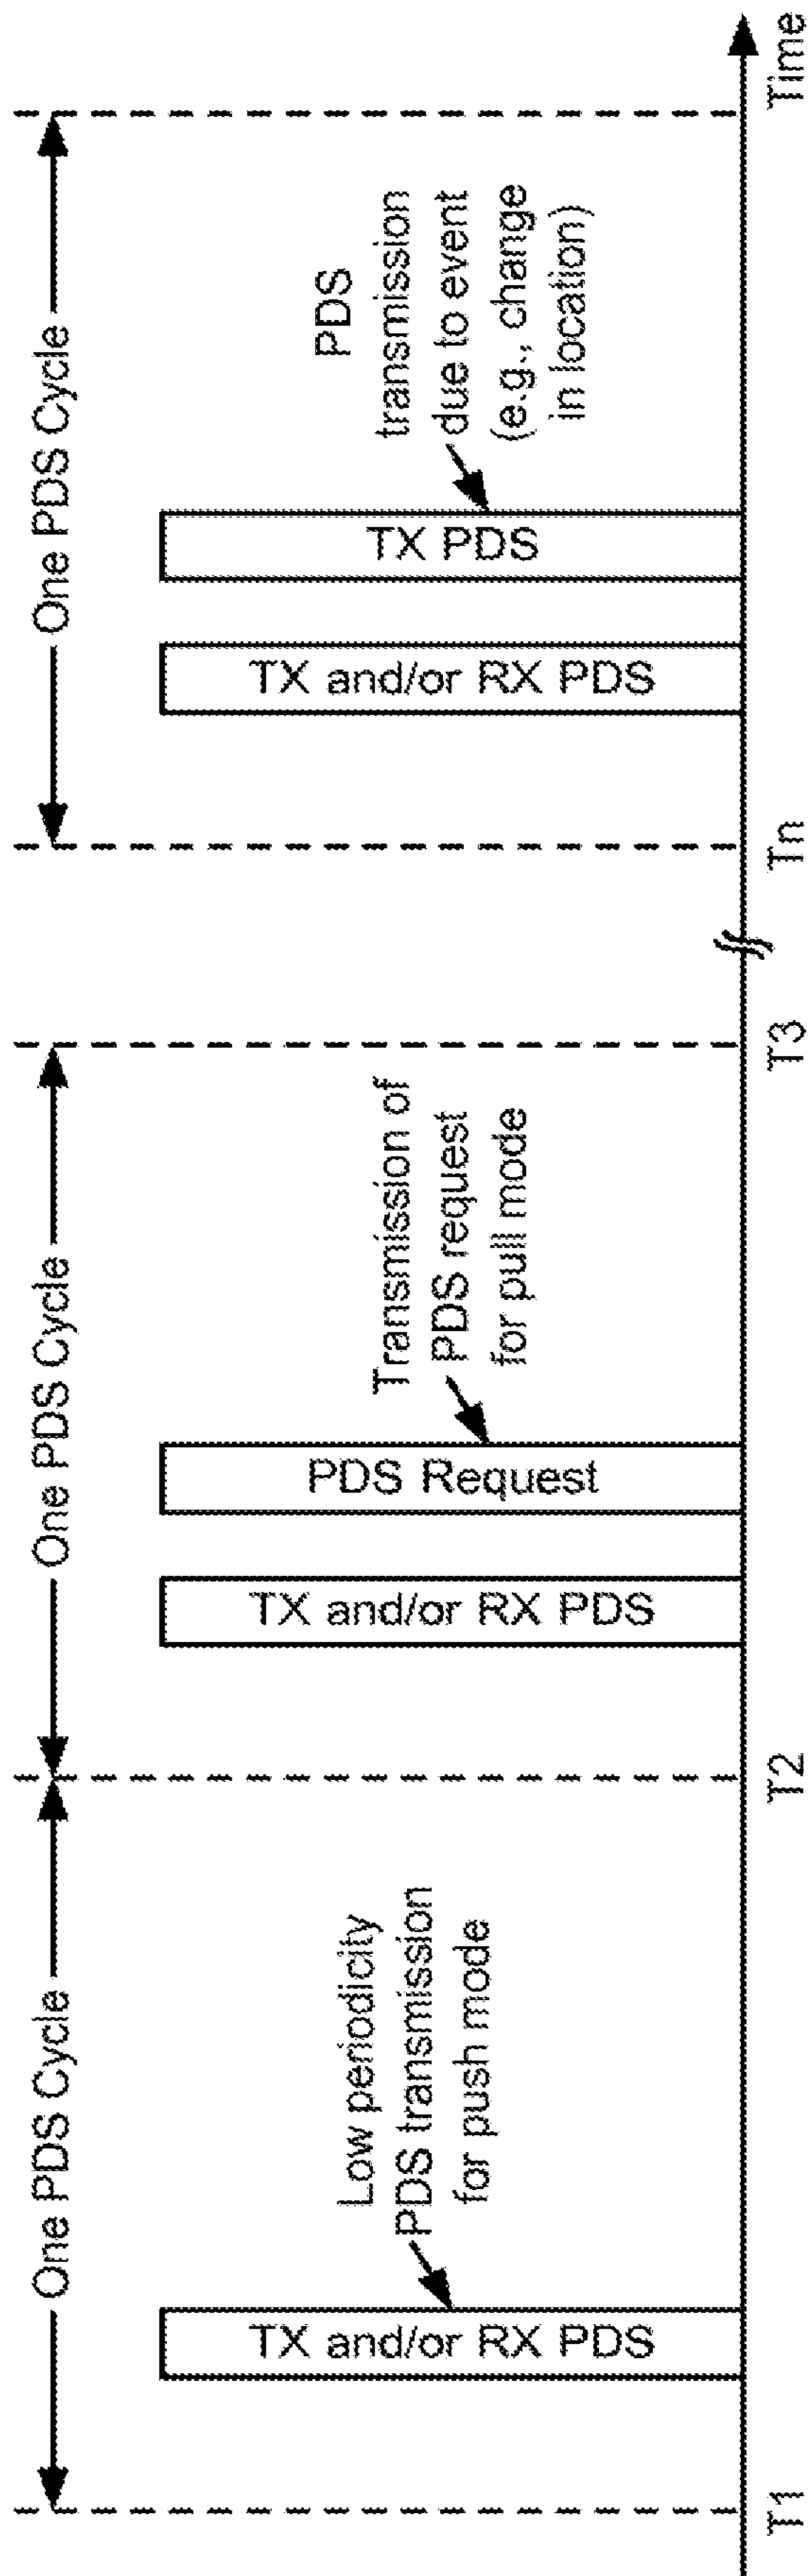 One PDS Cycle
One PDS Cycle
One PDS Cycle
TX and/or RX PDS
Low periodicity
PDS transmission
for push mode
TX and/or RX PDS
PDS Request
Transmission of
PDS request
for pull mode
TX and/or RX PDS
TX PDS
PDS
transmission
due to event
(e.g., change
in location)
T1
T2
T3
Tn
Time